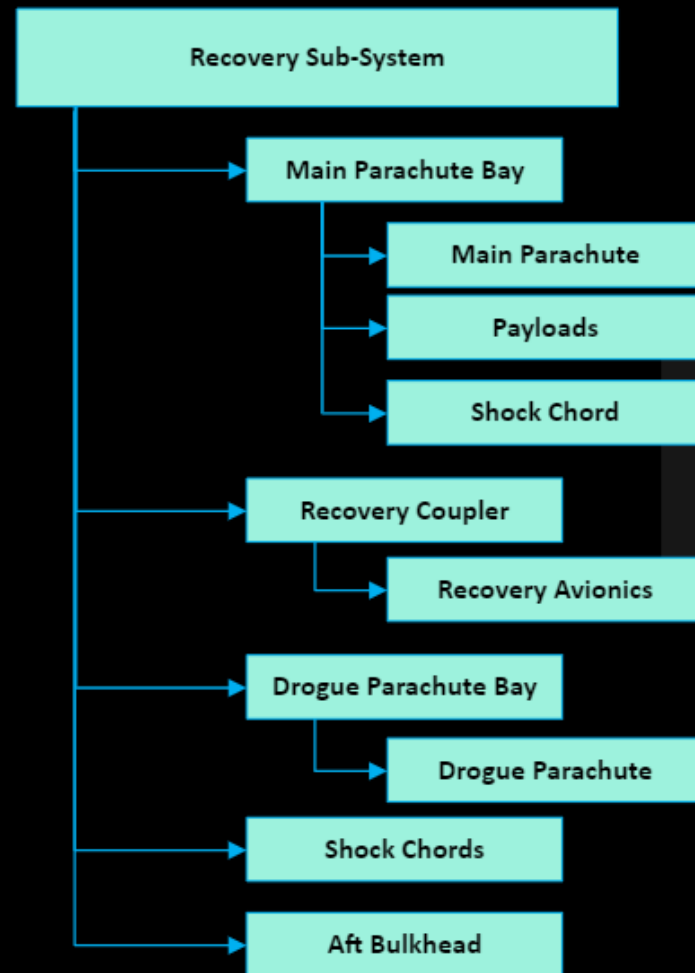 Recovery Sub-System
Main Parachute Bay
Main Parachute
Payloads
Shock Chord
Recovery Coupler
Recovery Avionics
Drogue Parachute Bay
Drogue Parachute
Shock Chords
Aft Bulkhead